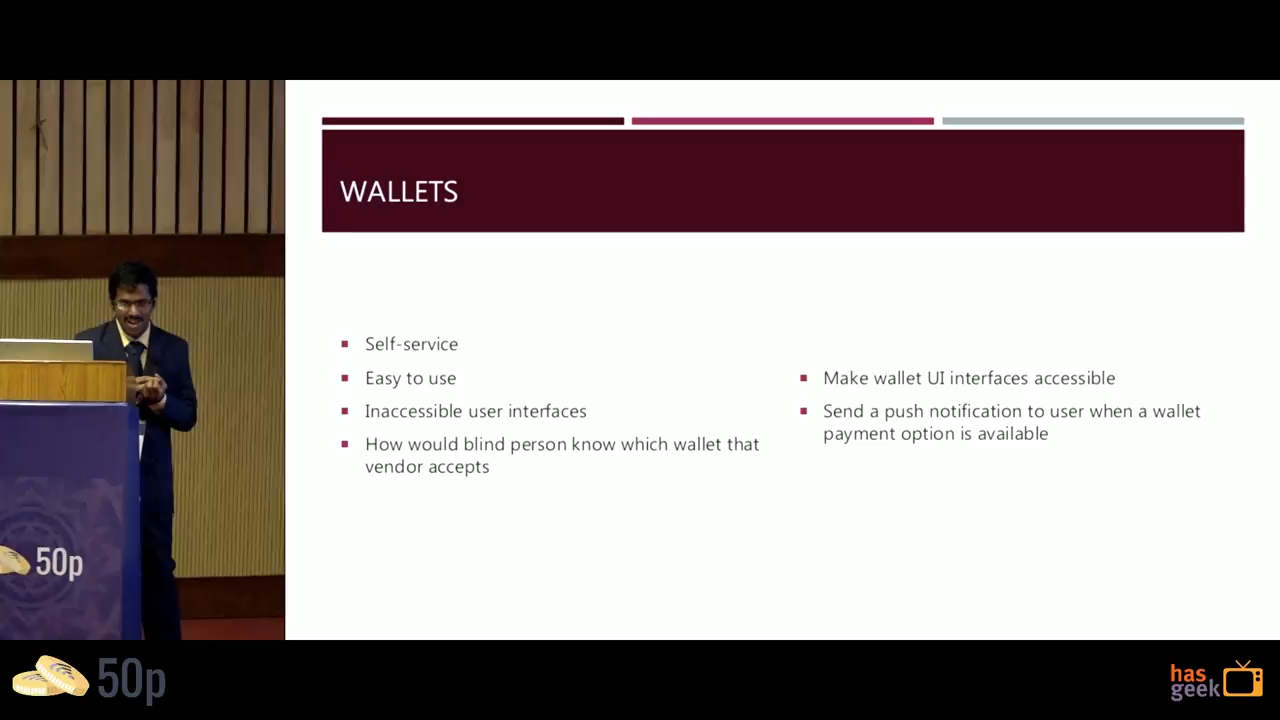 WALLETS
Self-service
Easy to use
Inaccessible user interfaces
How would blind person know which wallet that
vendor accepts
Make wallet UI interfaces accessible
Send a push notification to user when a wallet
payment option is available
50p
50p
has
geek